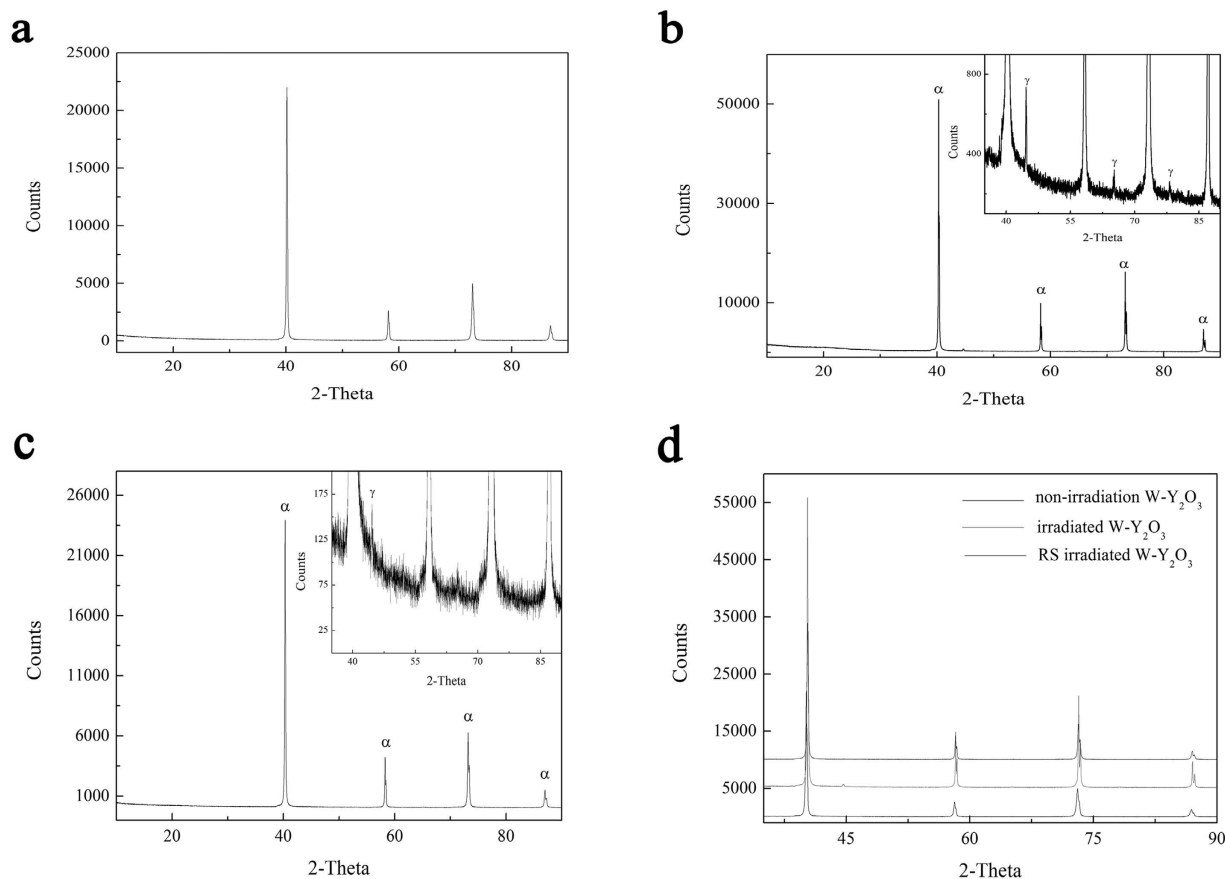 a
25000
20000
15000
10000
5000
0
Counts
20 40 60 80
2-Theta
b
50000
30000
10000
Counts
α
α
α
α
20 40 60 80
2-Theta
800
400
Counts
γ
γ
γ
40 55 70 85
2-Theta
c
26000
21000
16000
11000
6000
1000
Counts
α
α
α
α
20 40 60 80
2-Theta
175
125
75
25
Counts
γ
40 55 70 85
2-Theta
d
55000
45000
35000
25000
15000
5000
Counts
non-irradiation W-Y₂O₃
irradiated W-Y₂O₃
RS irradiated W-Y₂O₃
45 60 75 90
2-Theta